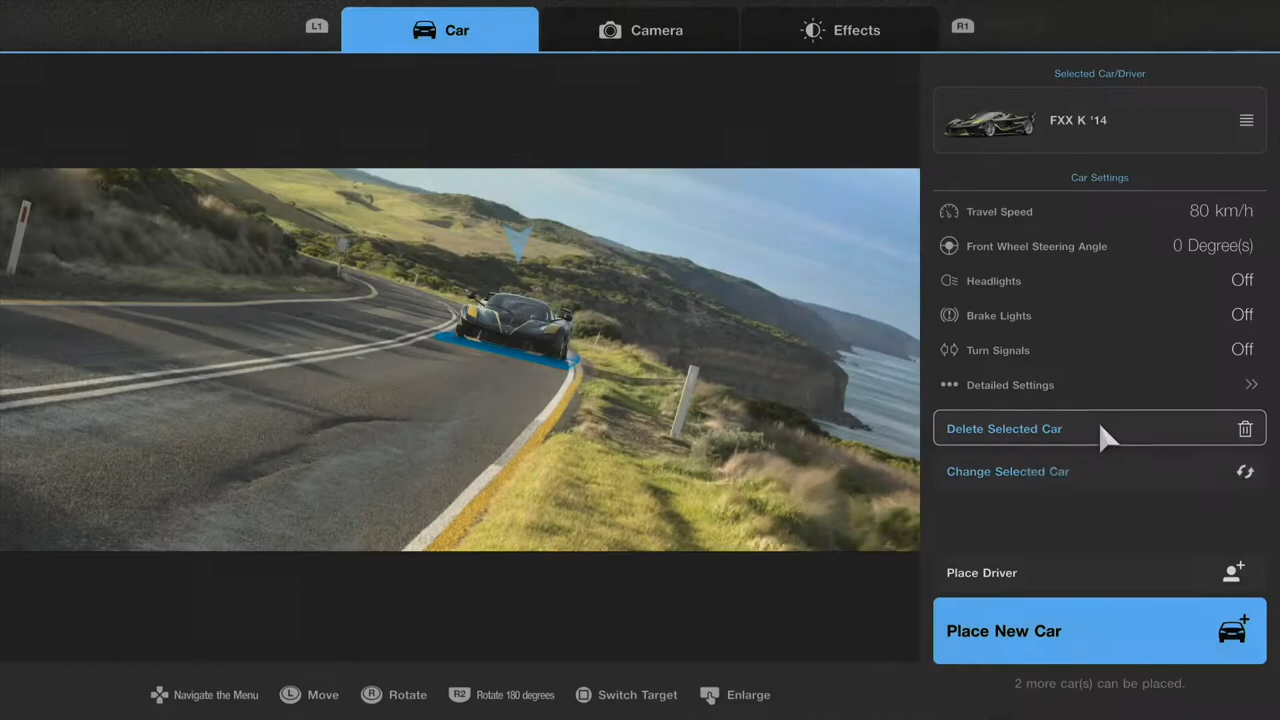 L1
Car
Camera
Effects
R1
Selected Car/Driver
FXX K '14
Car Settings
Travel Speed 80 km/h
Front Wheel Steering Angle 0 Degree(s)
Headlights Off
Brake Lights Off
Turn Signals Off
Detailed Settings
Delete Selected Car
Change Selected Car
Place Driver
Place New Car
2 more car(s) can be placed.
Navigate the Menu L Move R Rotate R2 Rotate 180 degrees Switch Target Enlarge